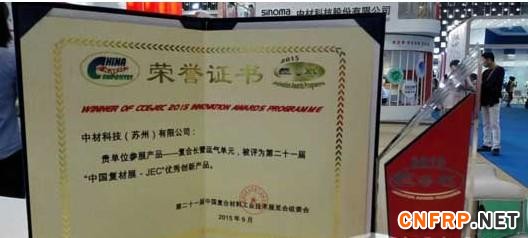 sinoma 中材科技股份有限公司
CHINA
COMPOSITES
2015
荣誉证书
WINNER OF CCE-JEC 2015 INNOVATION AWARDS PROGRAMME
中材科技（苏州）有限公司：
贵单位参展产品——复合长管运气单元，被评为第二十一届
“中国复材展－JEC”优秀创新产品。
第二十一届中国复合材料工业技术展览会组委会
2015年9月
2015
CNFRP.NET